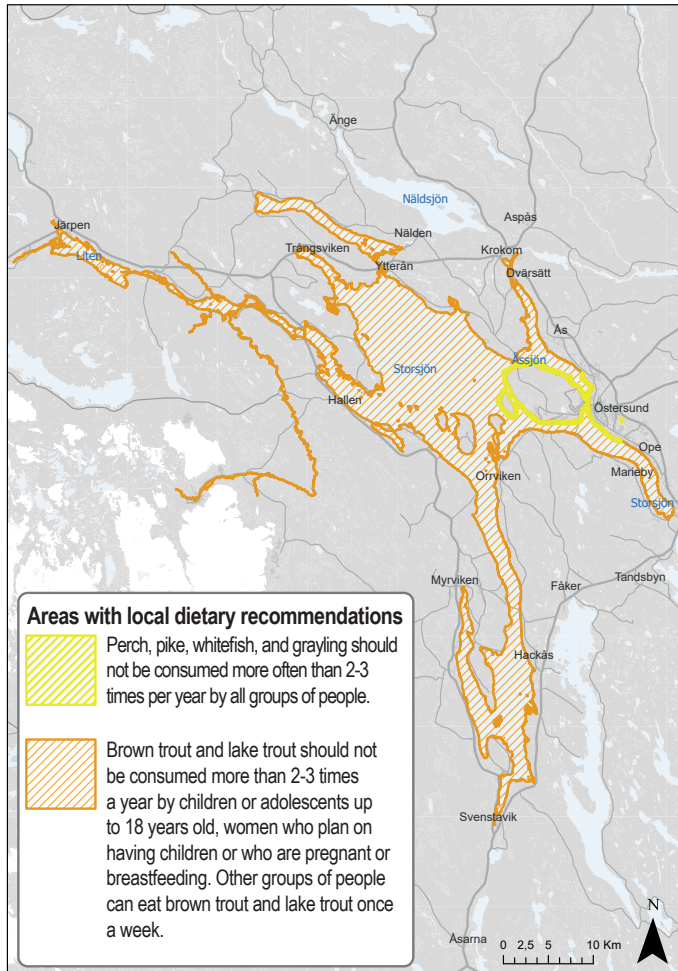 Änge
Näldsjön
Aspås
Järpen
Nälden
Liten
Trångsviken
Krokom
Ytterån
Dvärsätt
Ås
Åssjön
Storsjön
Hallen
Östersund
Ope
Marieby
Orrviken
Storsjön
Myrviken
Fåker
Tandsbyn
Hackås
Svenstavik
Åsarna
Areas with local dietary recommendations
Perch, pike, whitefish, and grayling should
not be consumed more often than 2-3
times per year by all groups of people.
Brown trout and lake trout should not
be consumed more than 2-3 times
a year by children or adolescents up
to 18 years old, women who plan on
having children or who are pregnant or
breastfeeding. Other groups of people
can eat brown trout and lake trout once
a week.
N
0 2,5 5 10 Km